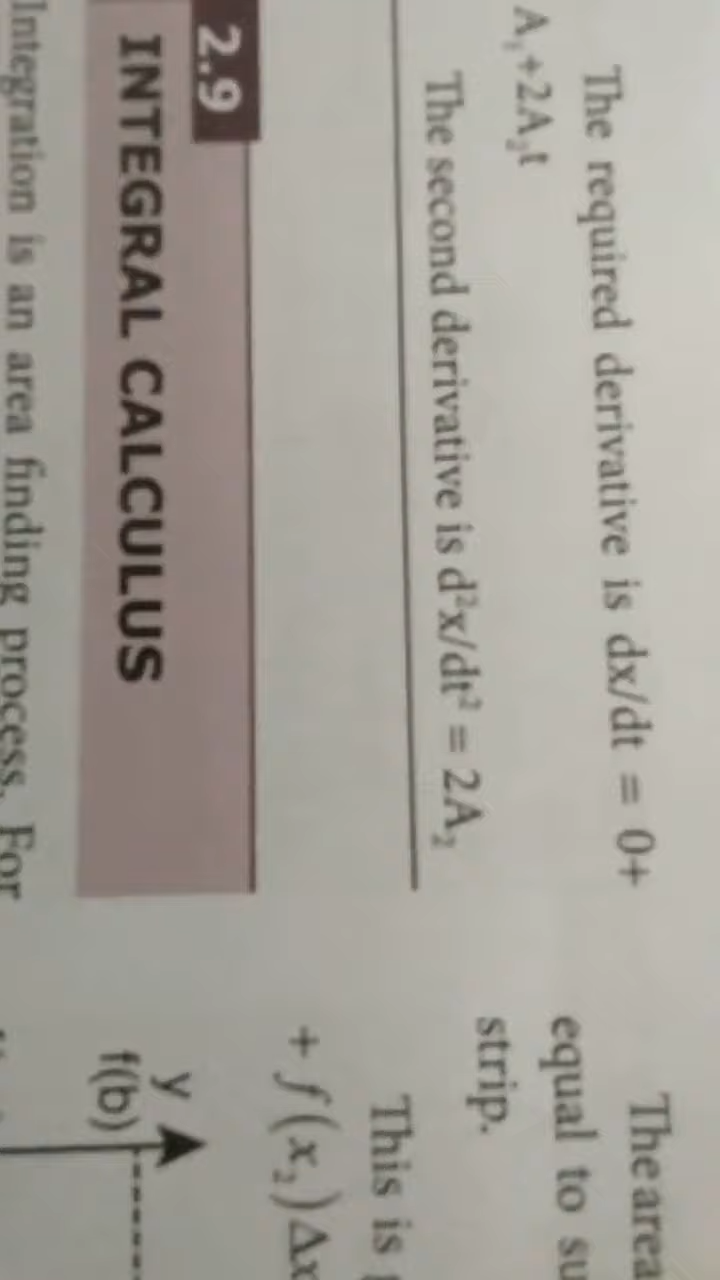 The required derivative is dx/dt = 0+
A₁+2A₂t
The second derivative is d²x/dt² = 2A₂
2.9
INTEGRAL CALCULUS
Integration is an area finding process. For
The area
equal to
strip.
This is
+ f(x₂)Δx
y
f(b)